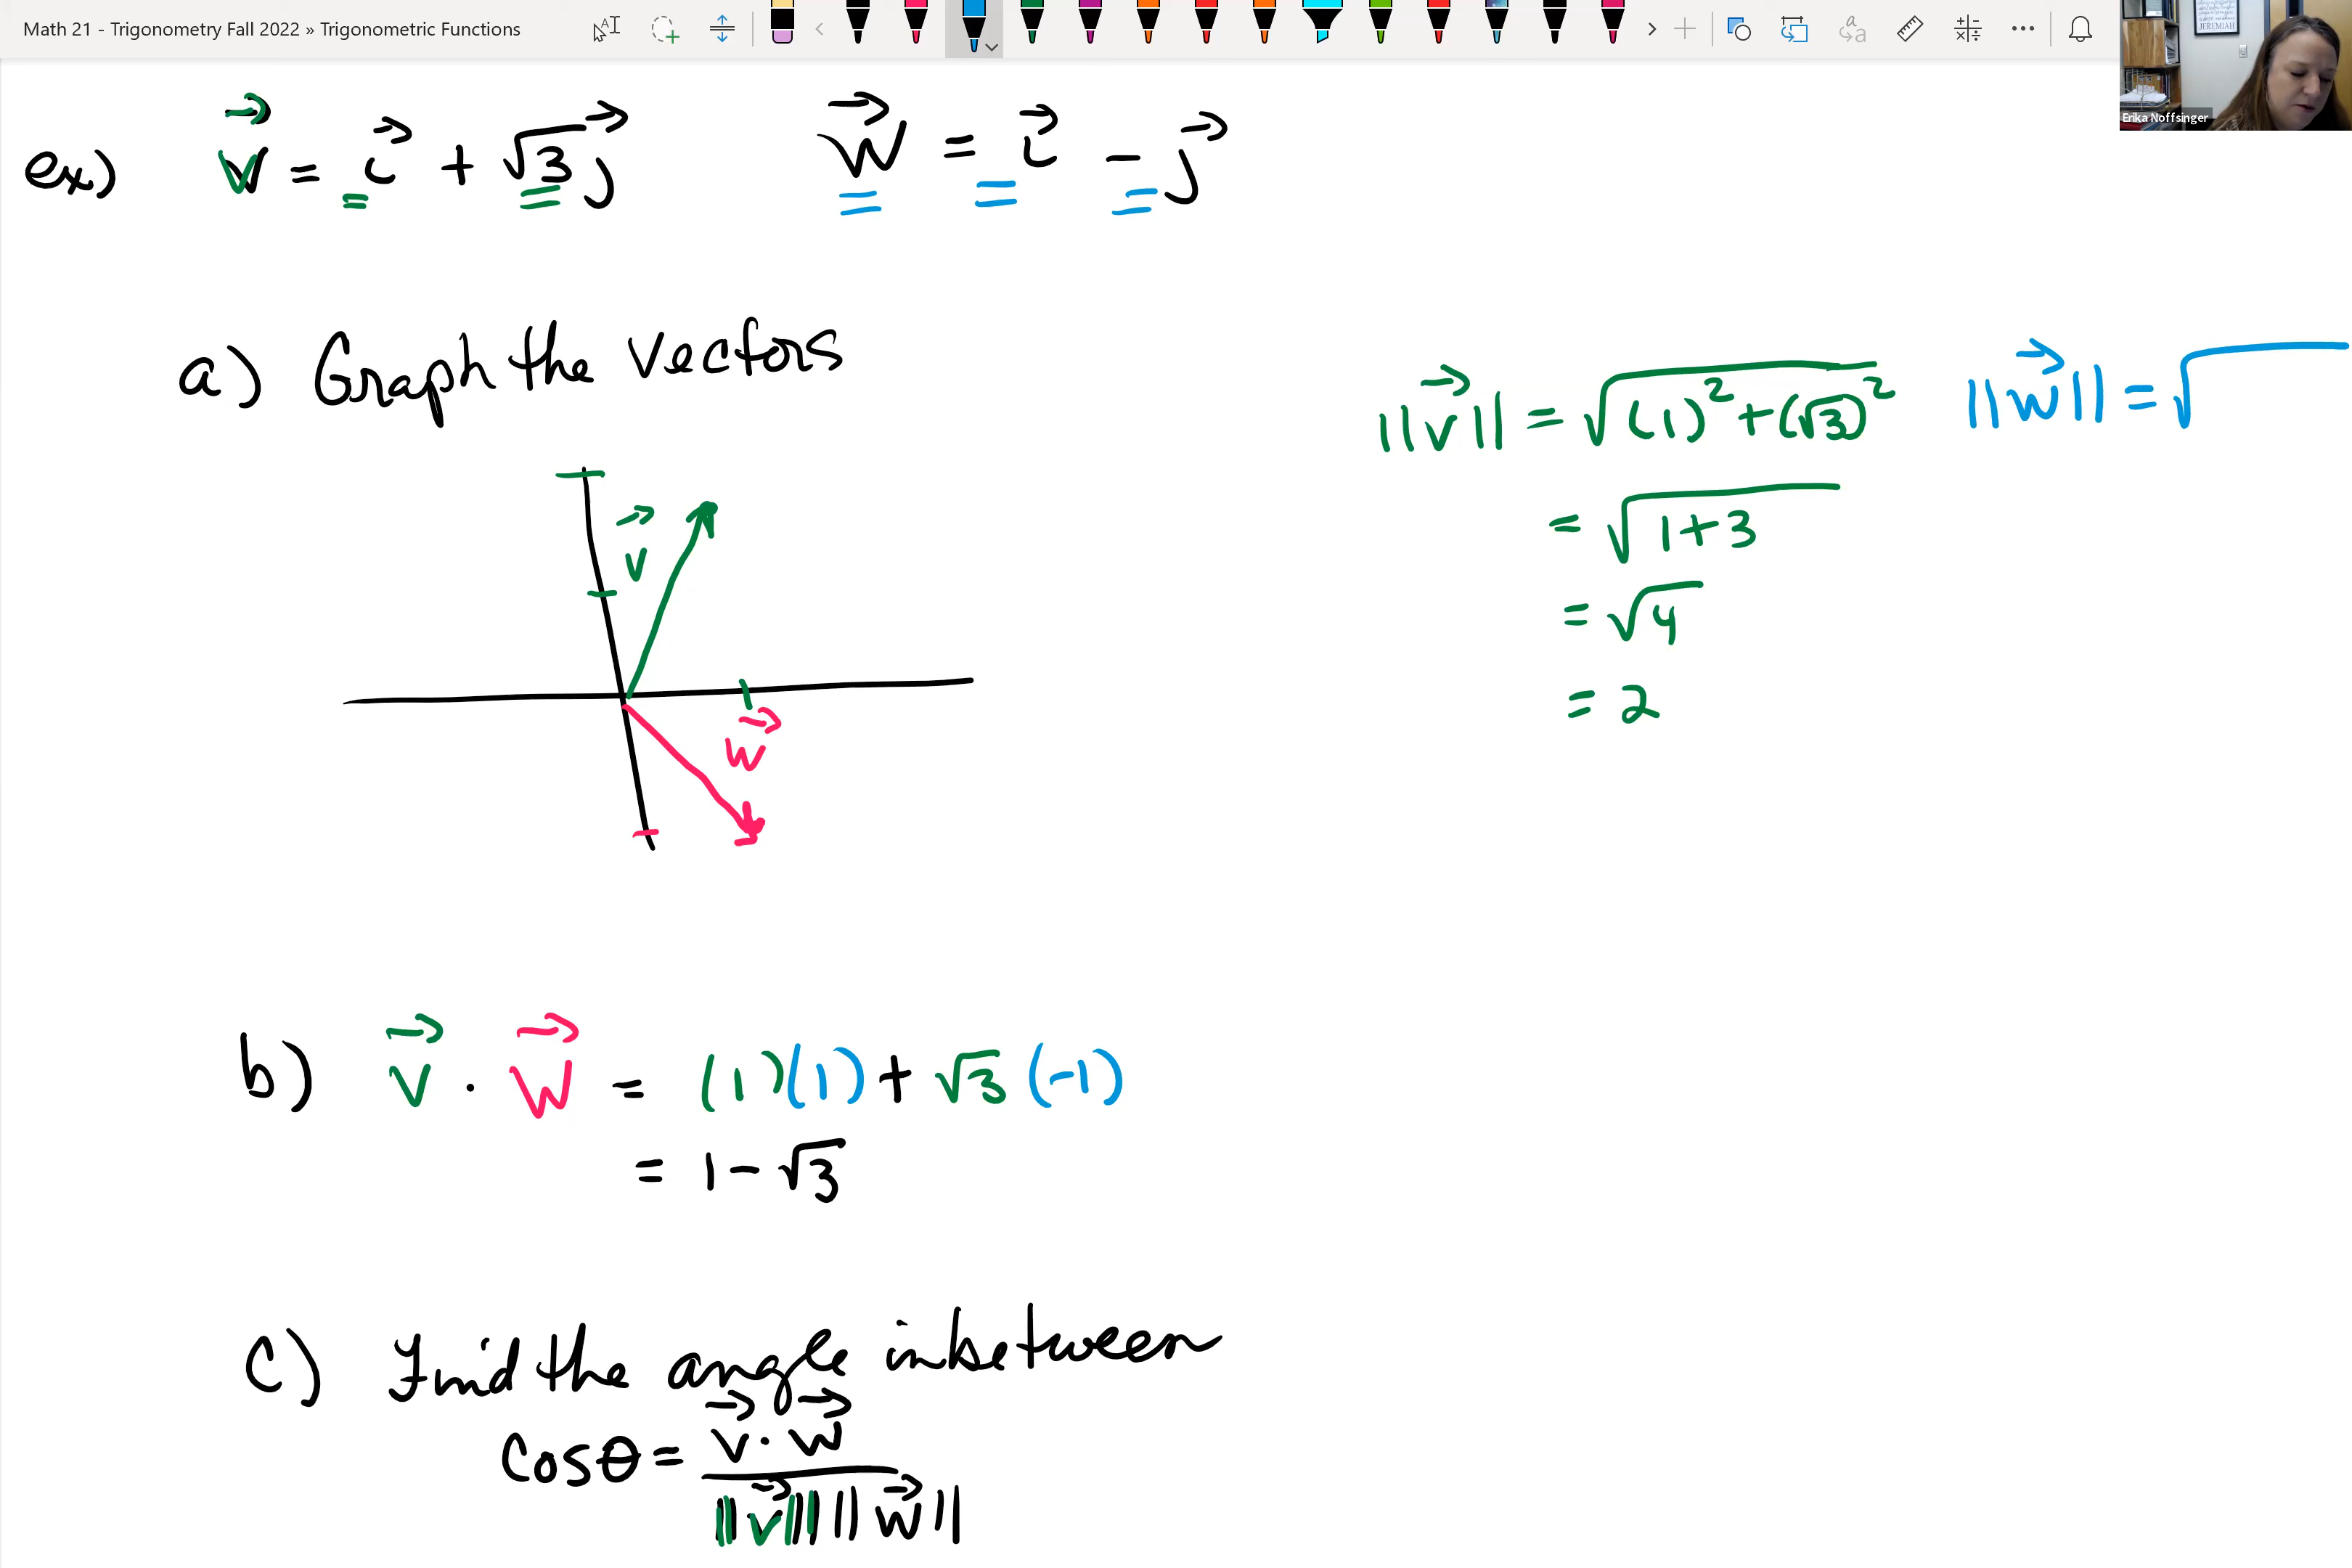 Math 21 - Trigonometry Fall 2022 » Trigonometric Functions
JEREMIAH
Erika Noffsinger
ex) v⃗ = i⃗ + √3 j⃗    w⃗ = i⃗ - j⃗
a) Graph the vectors
||v⃗|| = √((1)² + (√3)²)
= √(1+3)
= √4
= 2
||w⃗|| = √
v⃗
w⃗
b) v⃗ · w⃗ = (1)(1) + √3 (-1)
= 1 - √3
c) Find the angle inbetween
cosθ = (v⃗ · w⃗) / (||v⃗|| ||w⃗||)